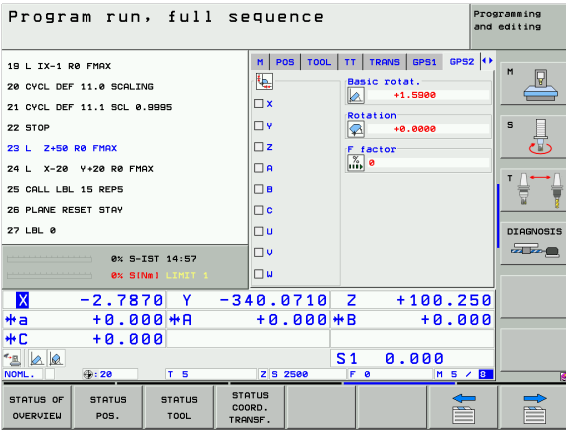 Program run, full sequence
Programming and editing
19 L IX-1 R0 FMAX
20 CYCL DEF 11.0 SCALING
21 CYCL DEF 11.1 SCL 0.9995
22 STOP
23 L Z+50 R0 FMAX
24 L X-20 Y+20 R0 FMAX
25 CALL LBL 15 REP5
26 PLANE RESET STAY
27 LBL 0
0% S-IST 14:57
0% S[Nm] LIMIT 1
M POS TOOL TT TRANS GPS1 GPS2
X
Y
Z
A
B
C
U
V
W
Basic rotat.
+1.5900
Rotation
+0.0000
F factor
% 0
M
S
T
DIAGNOSIS
X -2.7870 Y -340.0710 Z +100.250
a +0.000 A +0.000 B +0.000
C +0.000
S1 0.000
NOML. : 20 T 5 Z S 2500 F 0 M 5 / 8
STATUS OF OVERVIEW
STATUS POS.
STATUS TOOL
STATUS COORD. TRANSF.